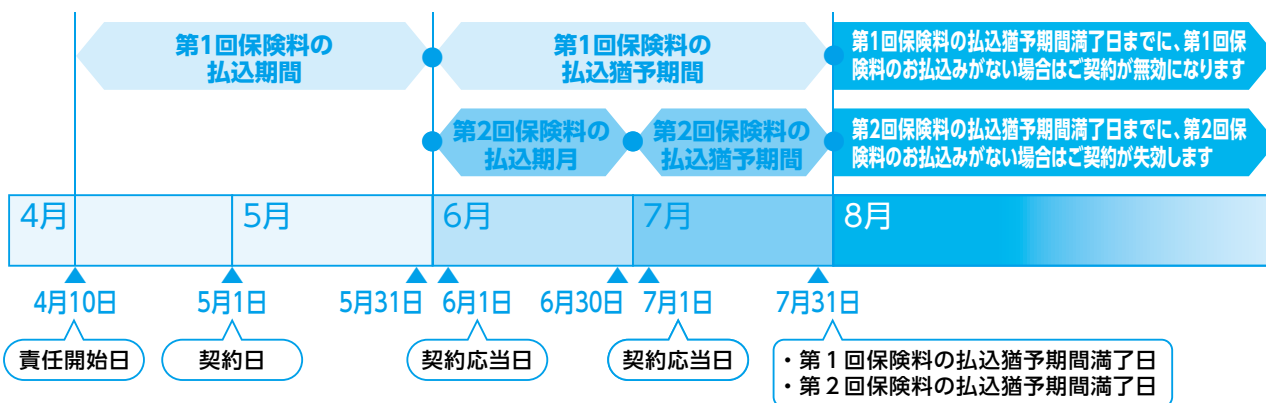 第1回保険料の
払込期間
第1回保険料の
払込猶予期間
第1回保険料の払込猶予期間満了日までに、第1回保
険料のお払込みがない場合はご契約が無効になります
第2回保険料の
払込期月
第2回保険料の
払込猶予期間
第2回保険料の払込猶予期間満了日までに、第2回保
険料のお払込みがない場合はご契約が失効します
4月
5月
6月
7月
8月
4月10日
5月1日
5月31日
6月1日
6月30日
7月1日
7月31日
責任開始日
契約日
契約応当日
契約応当日
・第1回保険料の払込猶予期間満了日
・第2回保険料の払込猶予期間満了日